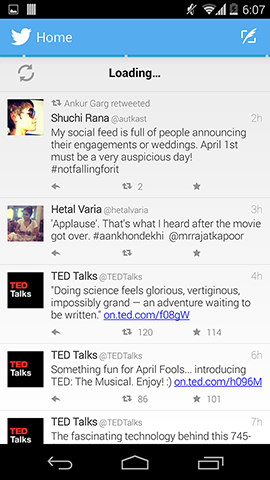 6:07
Home
Loading...
Ankur Garg retweeted
Shuchi Rana @autkast 2h
My social feed is full of people announcing
their engagements or weddings. April 1st
must be a very auspicious day!
#notfallingforit
2
Hetal Varia @hetalvaria 3h
'Applause'. That's what I heard after the movie
got over. #aankhondekhi @mrrajatkapoor
TED Talks
TED Talks @TEDTalks 4h
"Doing science feels glorious, vertiginous,
impossibly grand — an adventure waiting to
be written." on.ted.com/f08gW
120 114
TED Talks
TED Talks @TEDTalks 6h
Something fun for April Fools... introducing
TED: The Musical. Enjoy! :) on.ted.com/h096M
86 101
TED Talks
TED Talks @TEDTalks 7h
The fascinating technology behind this 745-